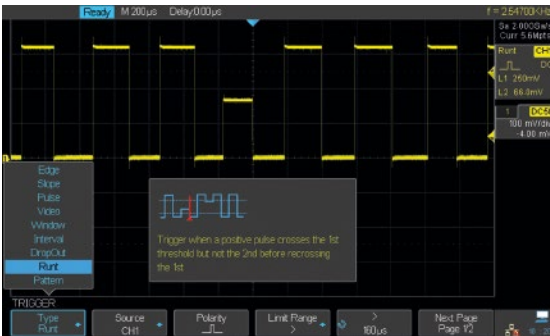 Ready M 200µs Delay:0.00µs f = 2.54700KHz
Sa 2.00GSa/s
Curr 5.6Mpts
Runt CH1
DC
L1 250mV
L2 66.0mV
1 DC50
100 mV/div
-4.00 mV
Edge
Slope
Pulse
Video
Window
Interval
DropOut
Runt
Pattern
Trigger when a positive pulse crosses the 1st
threshold but not the 2nd before recrossing
the 1st
TRIGGER
Type Source Polarity Limit Range > Next Page
Runt CH1 > 160µs Page 1/2